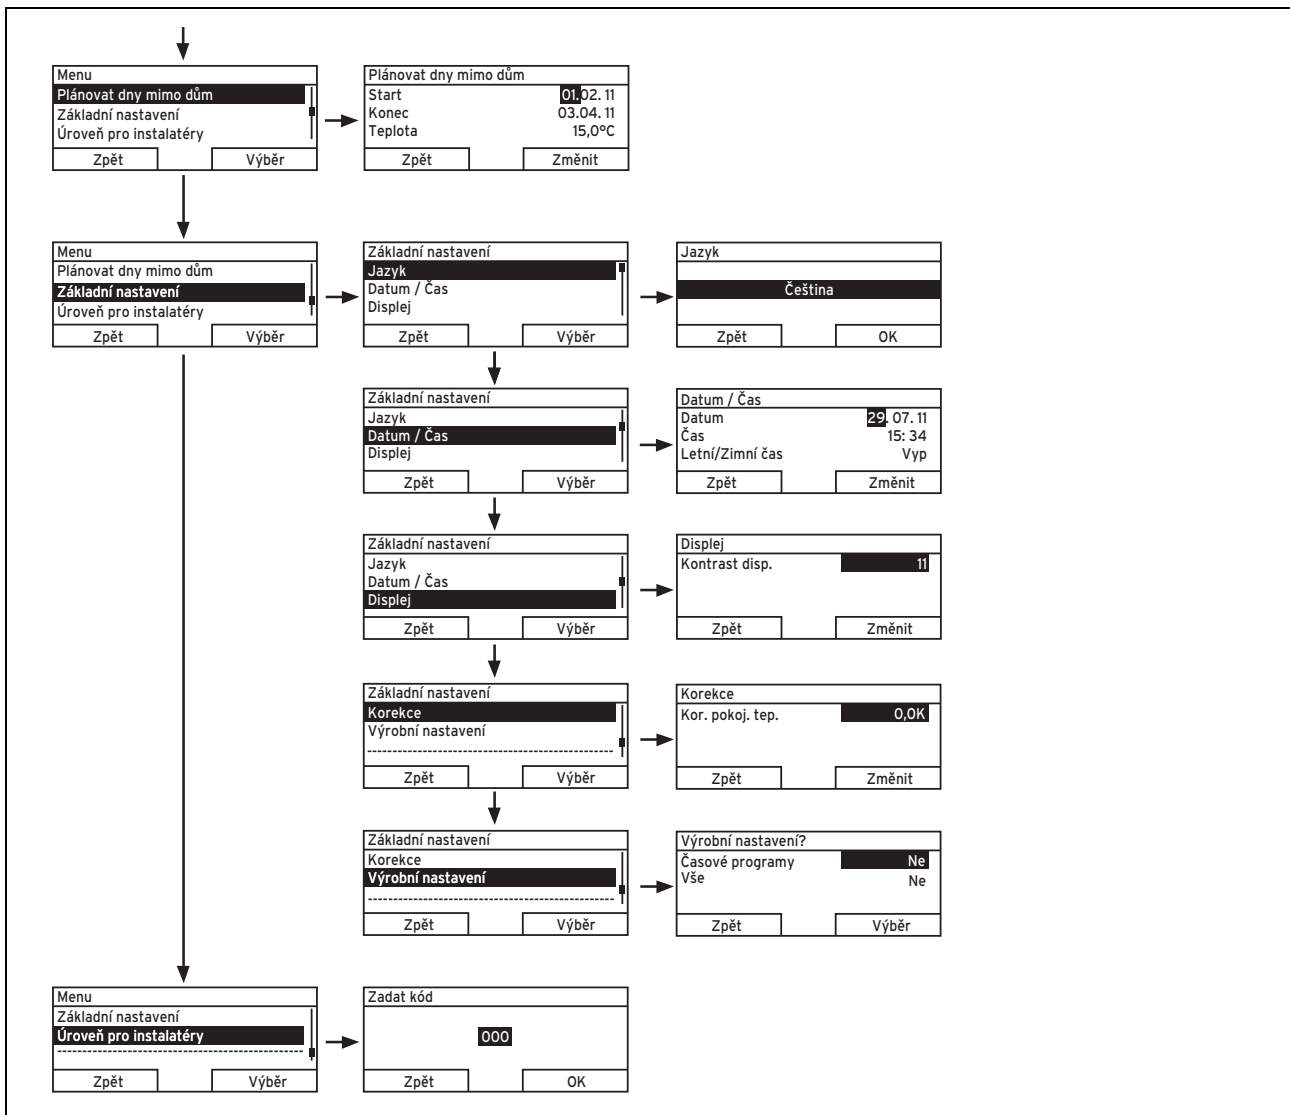 Menu
Plánovat dny mimo dům
Základní nastavení
Úroveň pro instalatéry
Zpět Výběr
Plánovat dny mimo dům
Start 01.02. 11
Konec 03.04. 11
Teplota 15,0°C
Zpět Změnit
Menu
Plánovat dny mimo dům
Základní nastavení
Úroveň pro instalatéry
Zpět Výběr
Základní nastavení
Jazyk
Datum / Čas
Displej
Zpět Výběr
Jazyk
Čeština
Zpět OK
Základní nastavení
Jazyk
Datum / Čas
Displej
Zpět Výběr
Datum / Čas
Datum 29. 07. 11
Čas 15: 34
Letní/Zimní čas Vyp
Zpět Změnit
Základní nastavení
Jazyk
Datum / Čas
Displej
Zpět Výběr
Displej
Kontrast disp. 11
Zpět Změnit
Základní nastavení
Korekce
Výrobní nastavení
Zpět Výběr
Korekce
Kor. pokoj. tep. 0,0K
Zpět Změnit
Základní nastavení
Korekce
Výrobní nastavení
Zpět Výběr
Výrobní nastavení?
Časové programy Ne
Vše Ne
Zpět Výběr
Menu
Základní nastavení
Úroveň pro instalatéry
Zpět Výběr
Zadat kód
000
Zpět OK